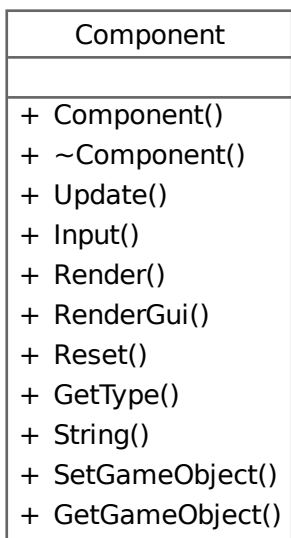 Component
+ Component()
+ ~Component()
+ Update()
+ Input()
+ Render()
+ RenderGui()
+ Reset()
+ GetType()
+ String()
+ SetGameObject()
+ GetGameObject()